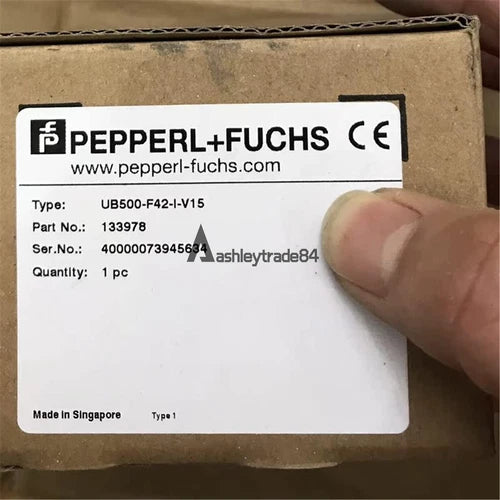 PEPPERL+FUCHS CE
www.pepperl-fuchs.com
Type: UB500-F42-I-V15
Part No.: 133978
Ser.No.: 40000073945634
Ashleytrade84
Quantity: 1 pc
Made in Singapore Type 1